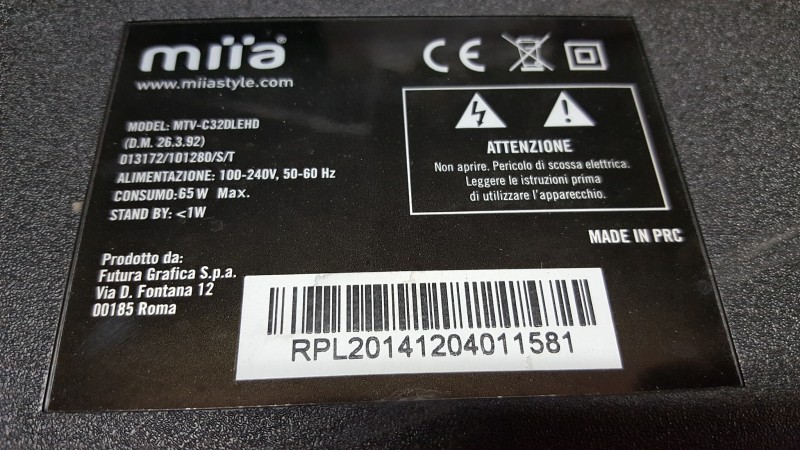 miia®
www.miiastyle.com
MODEL: MTV-C32DLEHD
(D.M. 26.3.92)
013172/101280/S/T
ALIMENTAZIONE: 100-240V, 50-60 Hz
CONSUMO: 65W Max.
STAND BY: <1W
CE
ATTENZIONE
Non aprire. Pericolo di scossa elettrica.
Leggere le istruzioni prima
di utilizzare l'apparecchio.
MADE IN PRC
Prodotto da:
Futura Grafica S.p.a.
Via D. Fontana 12
00185 Roma
RPL20141204011581